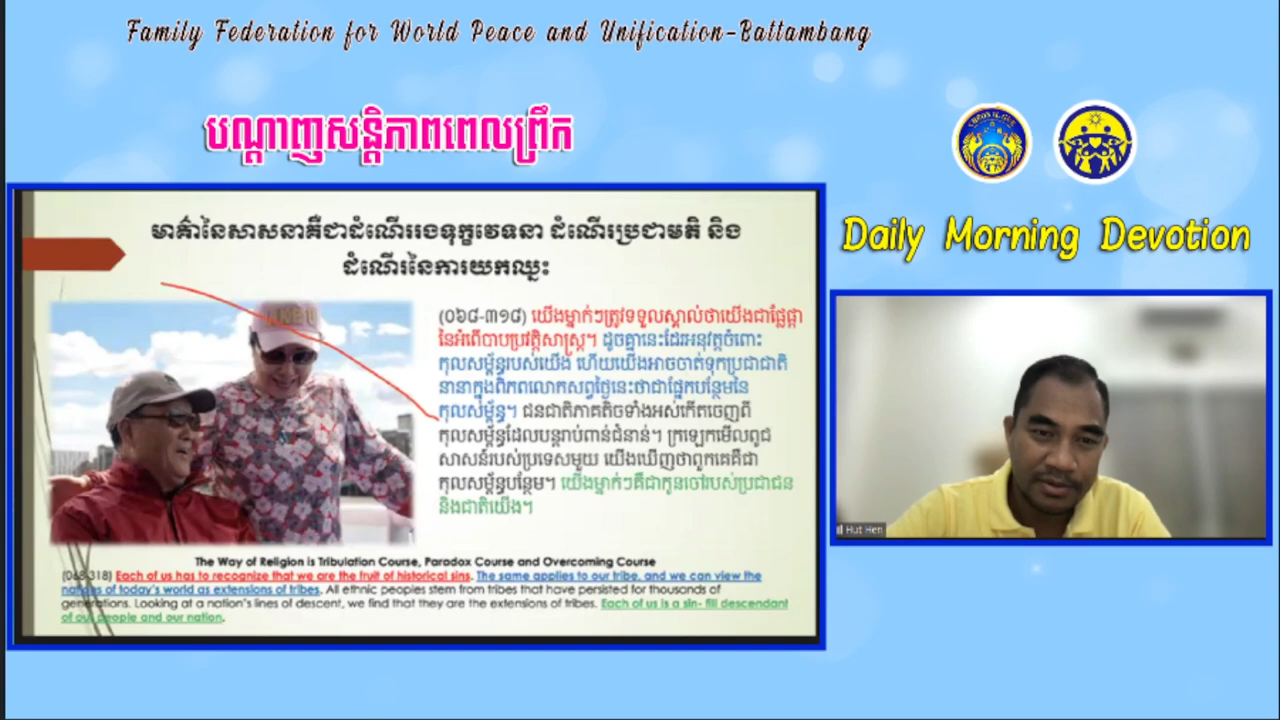 Family Federation for World Peace and Unification-Battambang
បណ្តាញសន្តិភាពពេលព្រឹក
CHEON IL GUK
Daily Morning Devotion
មាគ៌ានៃសាសនាគឺជាដំណើររងទុក្ខវេទនា ដំណើរប្រជាមតិ និង
ដំណើរនៃការយកឈ្នះ
(០៦៨-៣១៨) យើងម្នាក់ៗត្រូវទទួលស្គាល់ថាយើងជាផ្លែផ្កា
នៃអំពើបាបប្រវត្តិសាស្ត្រ។ ដូចគ្នានេះដែរអនុវត្តចំពោះ
កុលសម្ព័ន្ធរបស់យើង ហើយយើងអាចចាត់ទុកប្រជាជាតិ
នានាក្នុងពិភពលោកសព្វថ្ងៃនេះថាជាផ្នែកបន្ថែមនៃ
កុលសម្ព័ន្ធ។ ជនជាតិភាគតិចទាំងអស់កើតចេញពី
កុលសម្ព័ន្ធដែលបន្តរាប់ពាន់ជំនាន់។ ក្រឡេកមើលពូជ
សាសន៍របស់ប្រទេសមួយ យើងឃើញថាពួកគេគឺជា
កុលសម្ព័ន្ធបន្ថែម។ យើងម្នាក់ៗគឺជាកូនចៅរបស់ប្រជាជន
និងជាតិយើង។
The Way of Religion is Tribulation Course, Paradox Course and Overcoming Course
(068-318) Each of us has to recognize that we are the fruit of historical sins. The same applies to our tribe, and we can view the
nations of today's world as extensions of tribes. All ethnic peoples stem from tribes that have persisted for thousands of
generations. Looking at a nation's lines of descent, we find that they are the extensions of tribes. Each of us is a sin- fill descendant
of our people and our nation.
Hut Hen